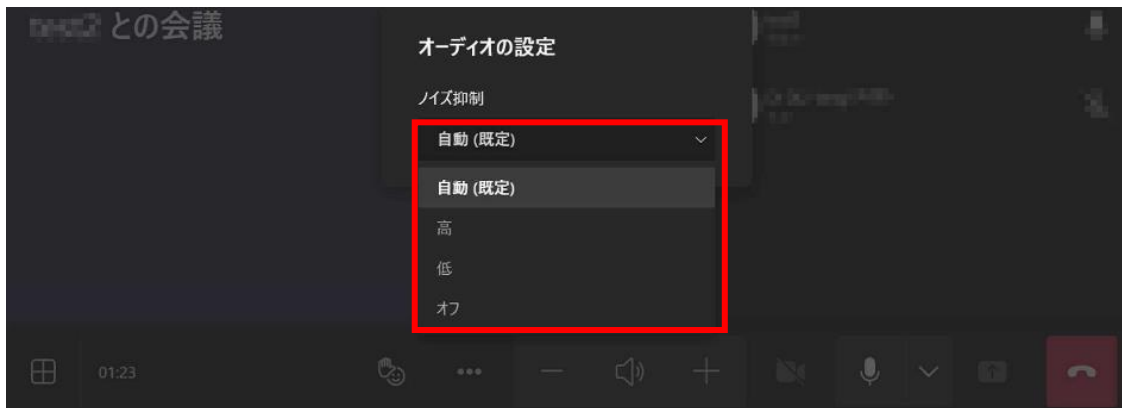 との会議
オーディオの設定
ノイズ抑制
自動 (既定)
自動 (既定)
高
低
オフ
01:23